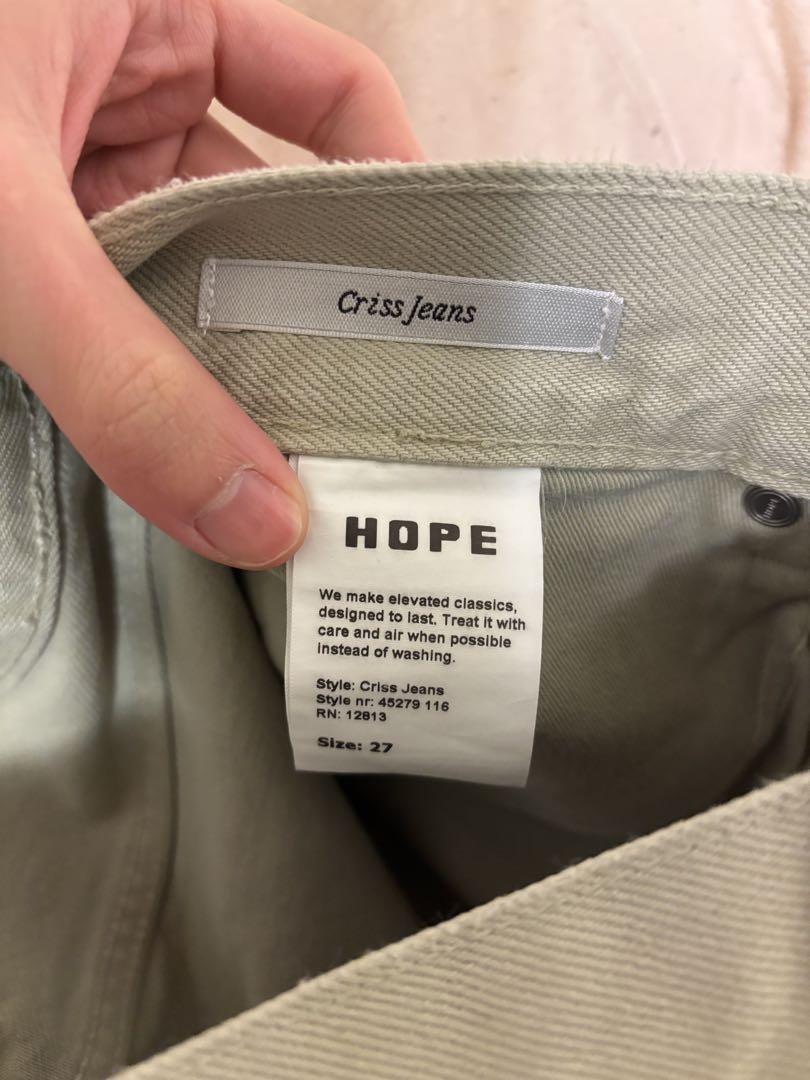 Criss Jeans
HOPE
We make elevated classics,
designed to last. Treat it with
care and air when possible
instead of washing.
Style: Criss Jeans
Style nr: 45279 116
RN: 12813
Size: 27